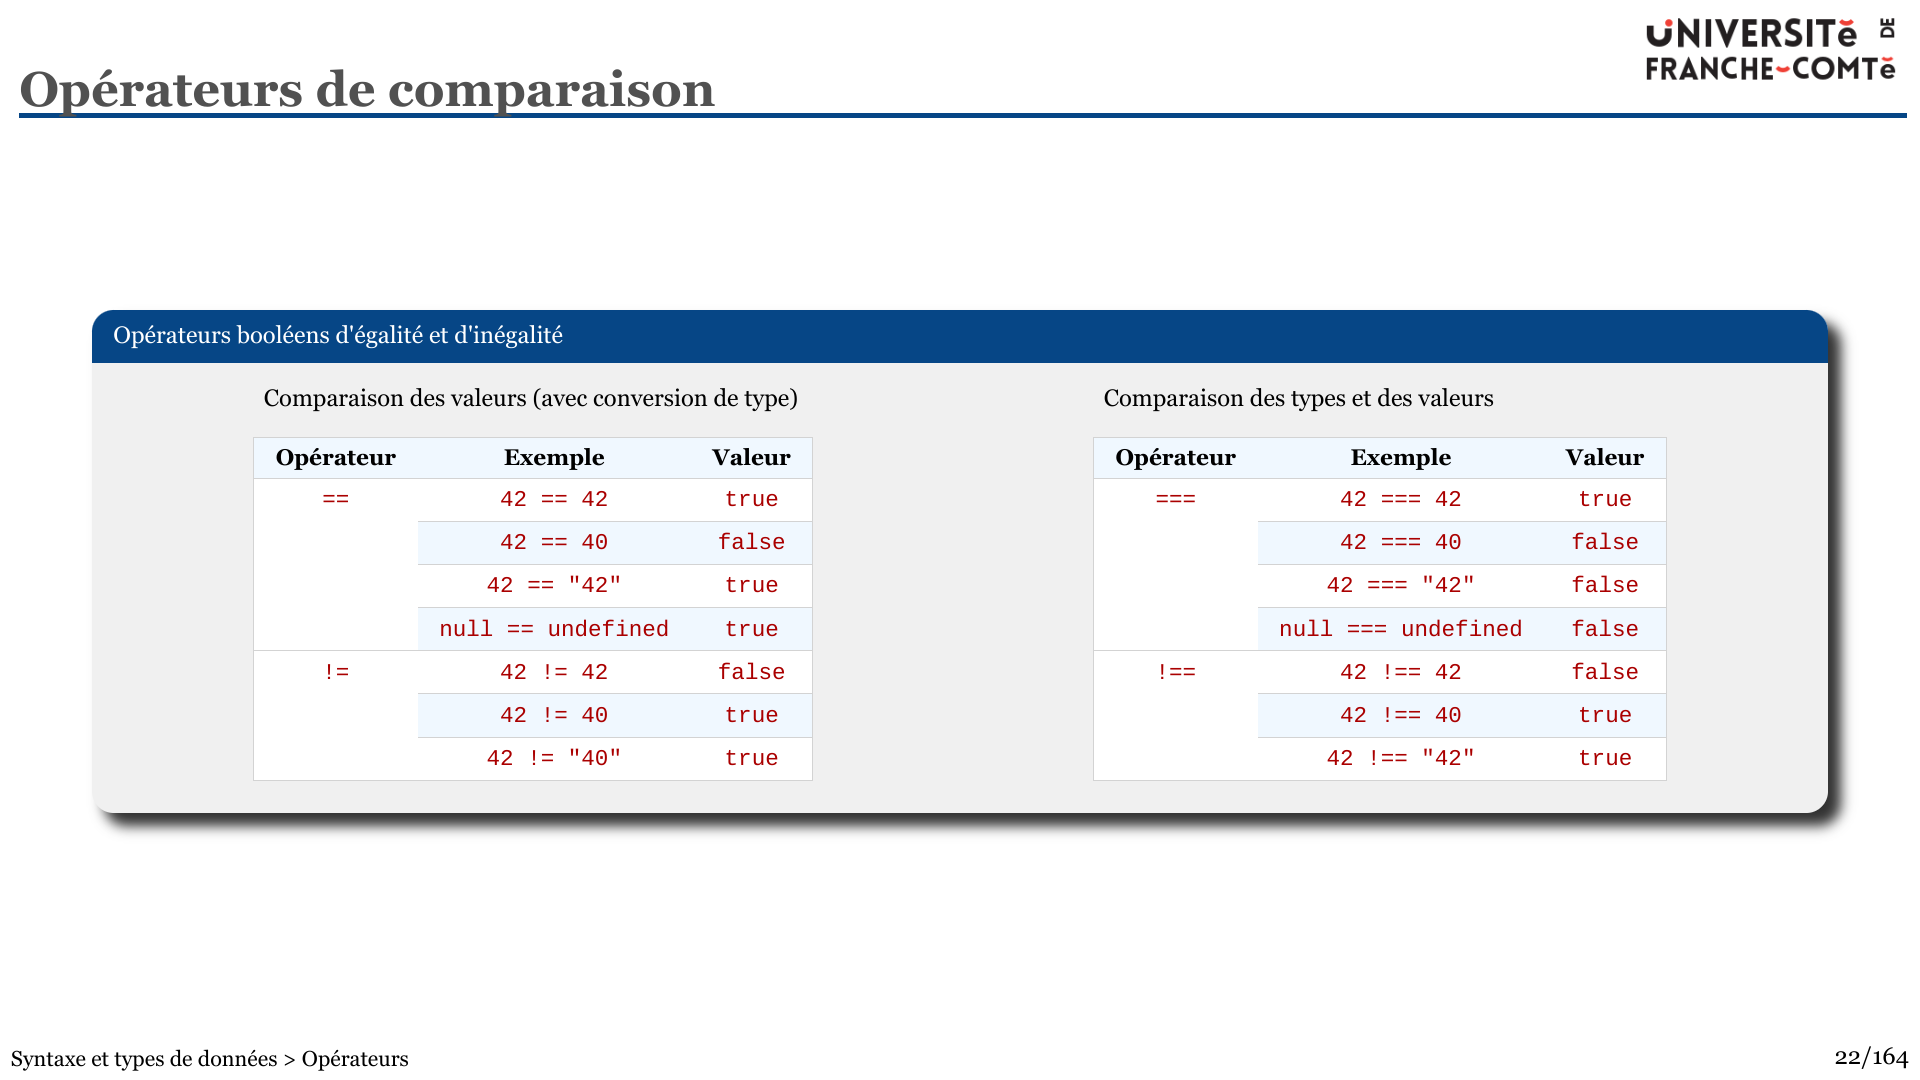 UNIVERSITĕ DE
FRANCHE-COMTĕ
Opérateurs de comparaison
Opérateurs booléens d'égalité et d'inégalité
Comparaison des valeurs (avec conversion de type)
Opérateur Exemple Valeur
== 42 == 42 true
42 == 40 false
42 == "42" true
null == undefined true
!= 42 != 42 false
42 != 40 true
42 != "40" true
Comparaison des types et des valeurs
Opérateur Exemple Valeur
=== 42 === 42 true
42 === 40 false
42 === "42" false
null === undefined false
!== 42 !== 42 false
42 !== 40 true
42 !== "42" true
Syntaxe et types de données > Opérateurs
22/164